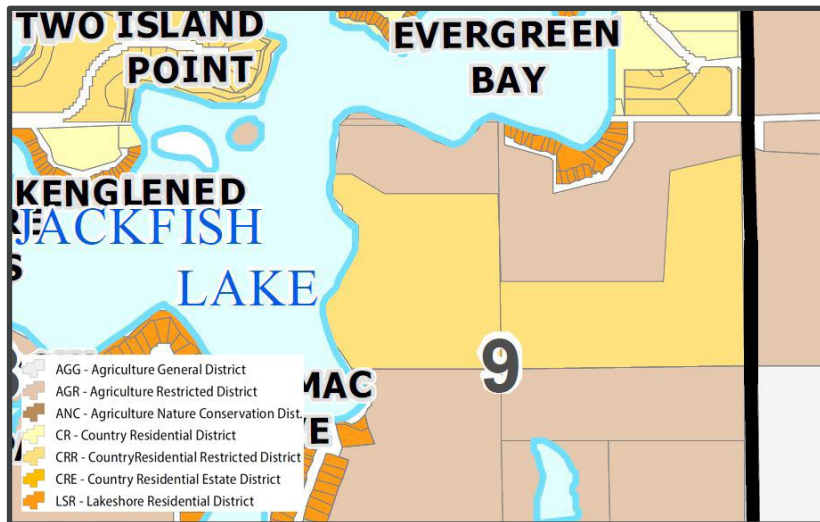 TWO ISLAND
POINT
EVERGREEN
BAY
KENGLENED
RE
JACKFISH
S
LAKE
9
MAC
VE
AGG - Agriculture General District
AGR - Agriculture Restricted District
ANC - Agriculture Nature Conservation Dist.
CR - Country Residential District
CRR - CountryResidential Restricted District
CRE - Country Residential Estate District
LSR - Lakeshore Residential District